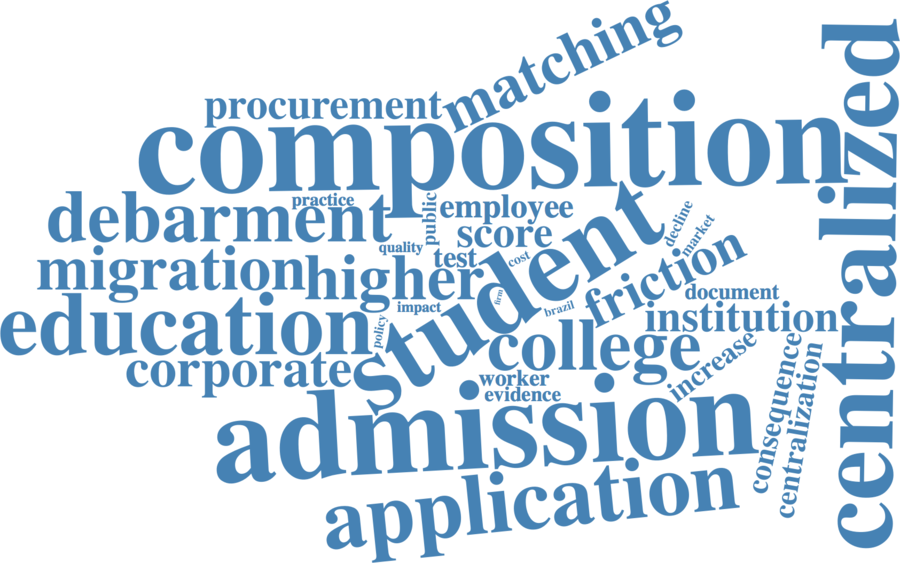 matching
centralized
procurement
composition
practice
debarment
public
employee
decline
quality
score
market
migration
higher
test
cost
student
friction
document
firm
impact
brazil
education
policy
institution
college
corporate
increase
consequence
worker
evidence
centralization
admission
application